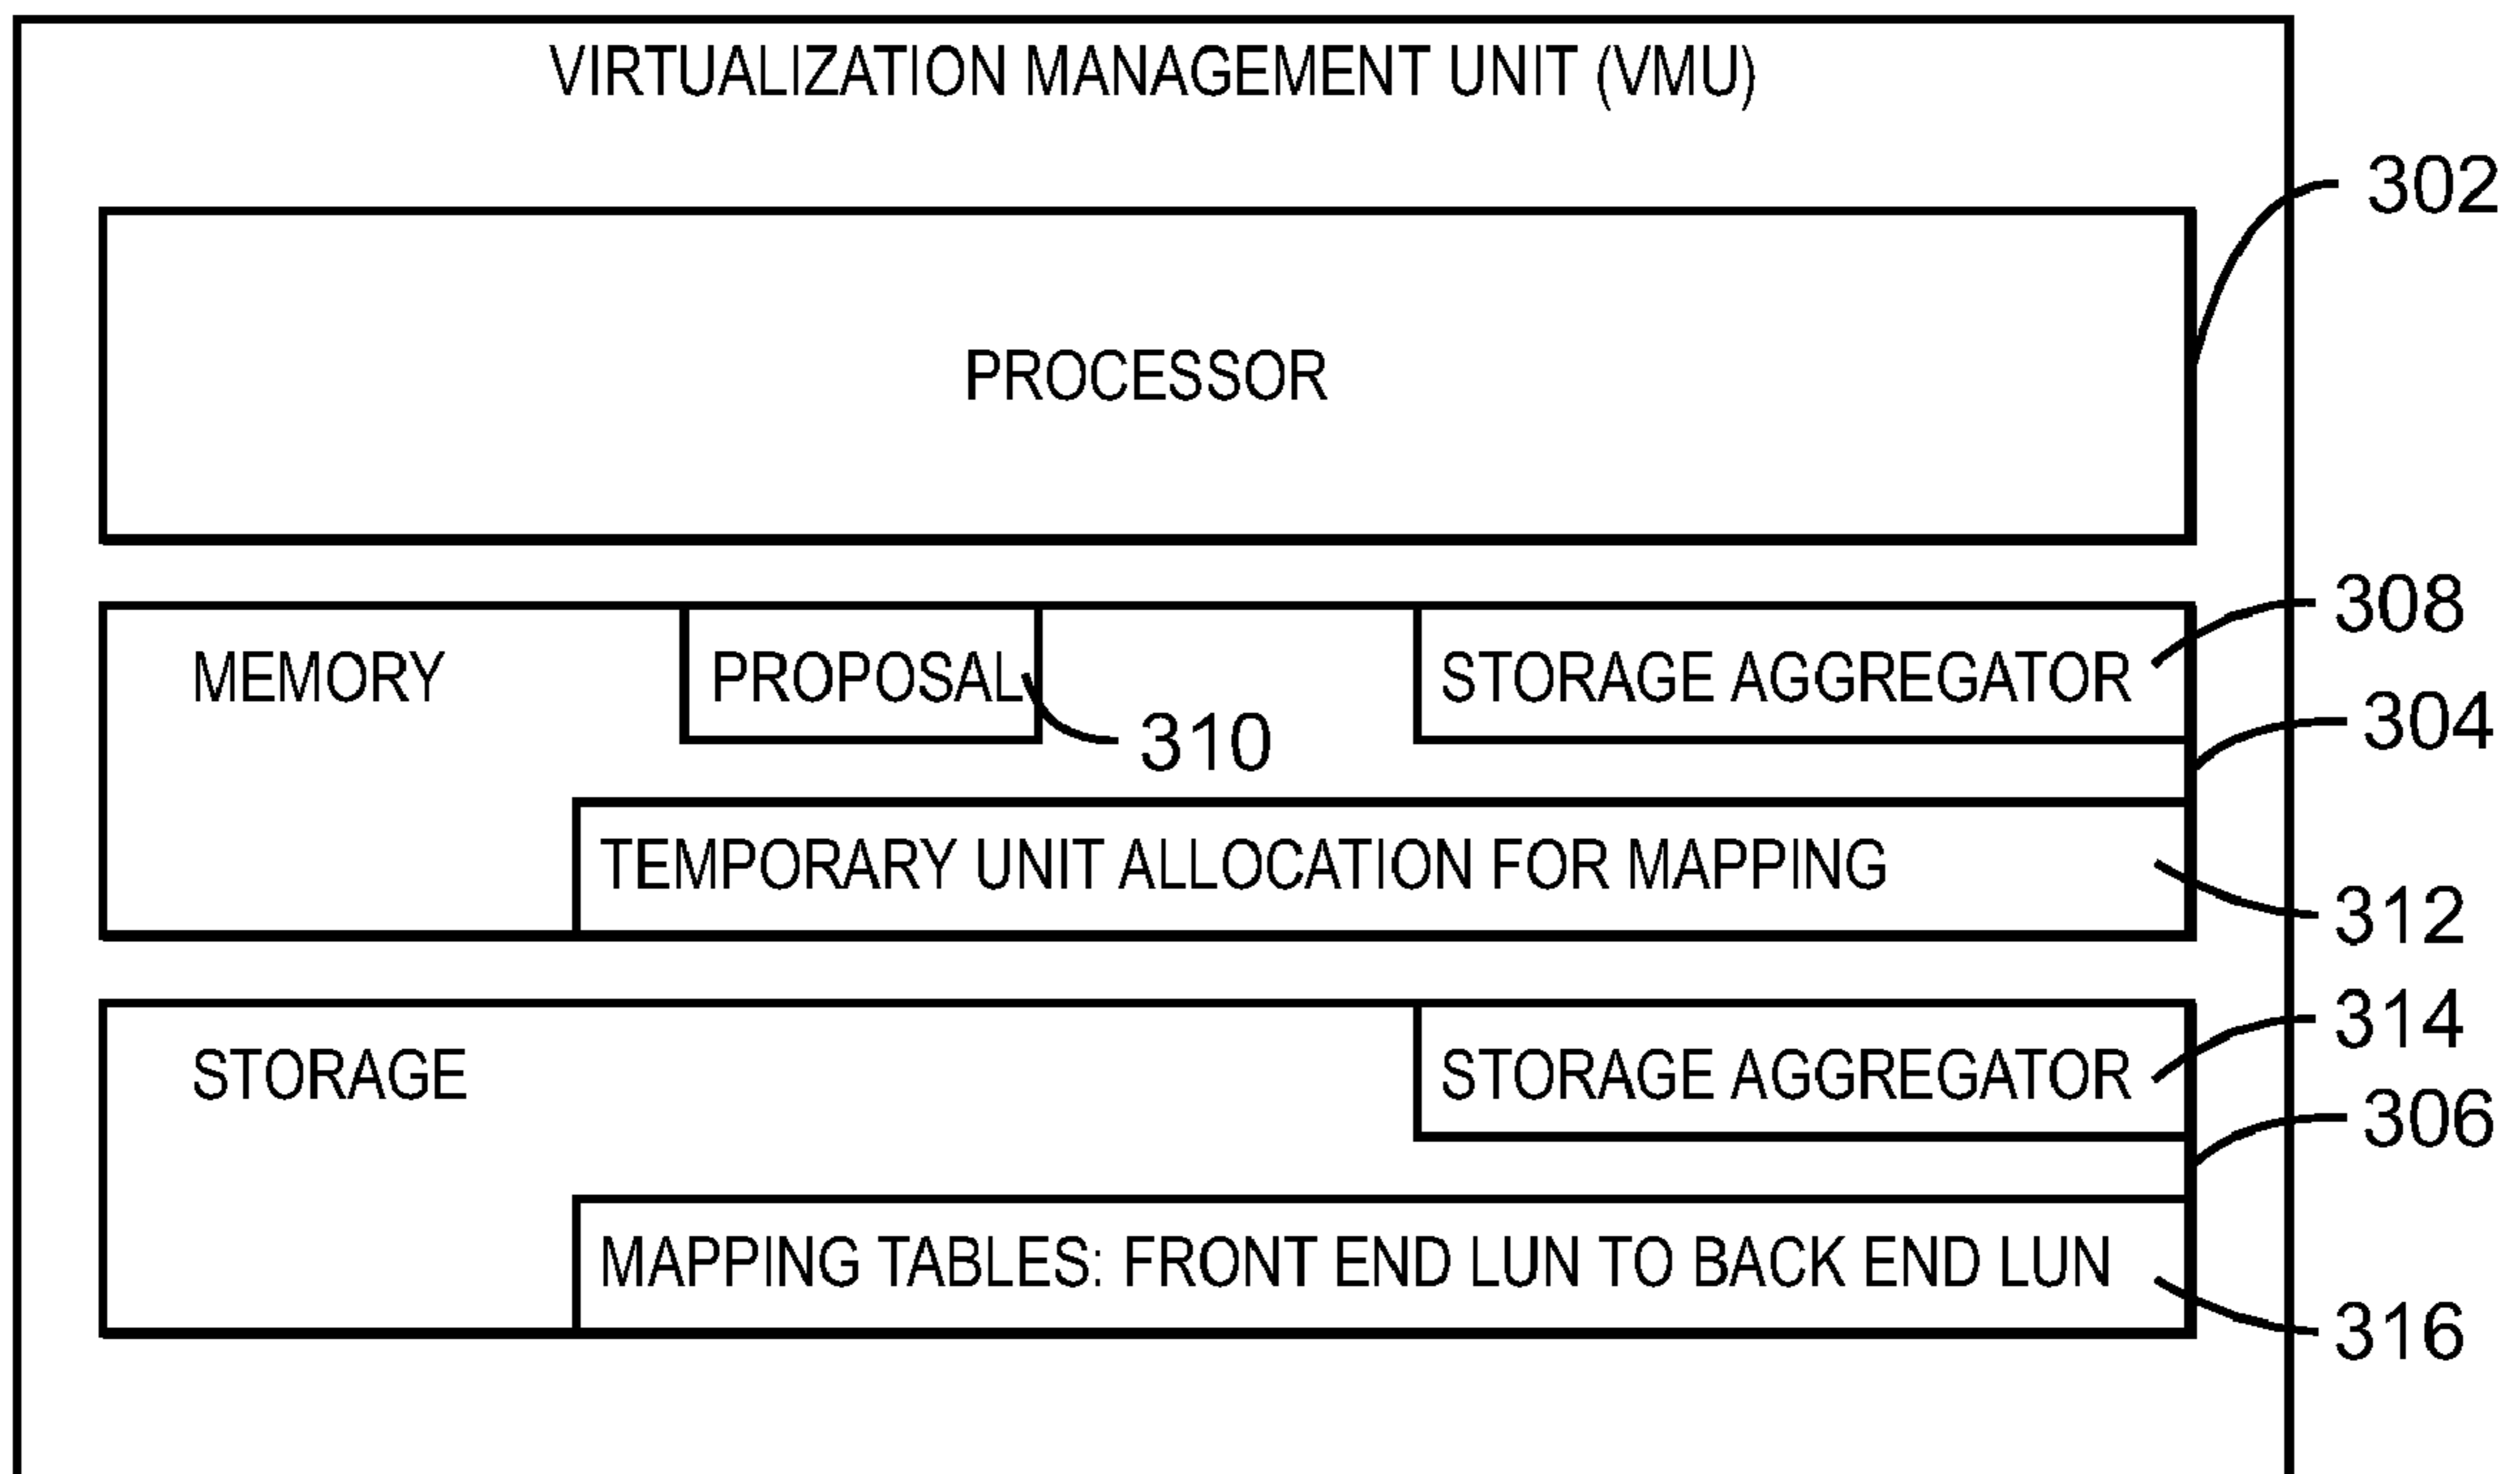 VIRTUALIZATION MANAGEMENT UNIT (VMU)
302
PROCESSOR
308
MEMORY
PROPOSAL
STORAGE AGGREGATOR
304
310
TEMPORARY UNIT ALLOCATION FOR MAPPING
312
314
STORAGE
STORAGE AGGREGATOR
306
MAPPING TABLES: FRONT END LUN TO BACK END LUN
316